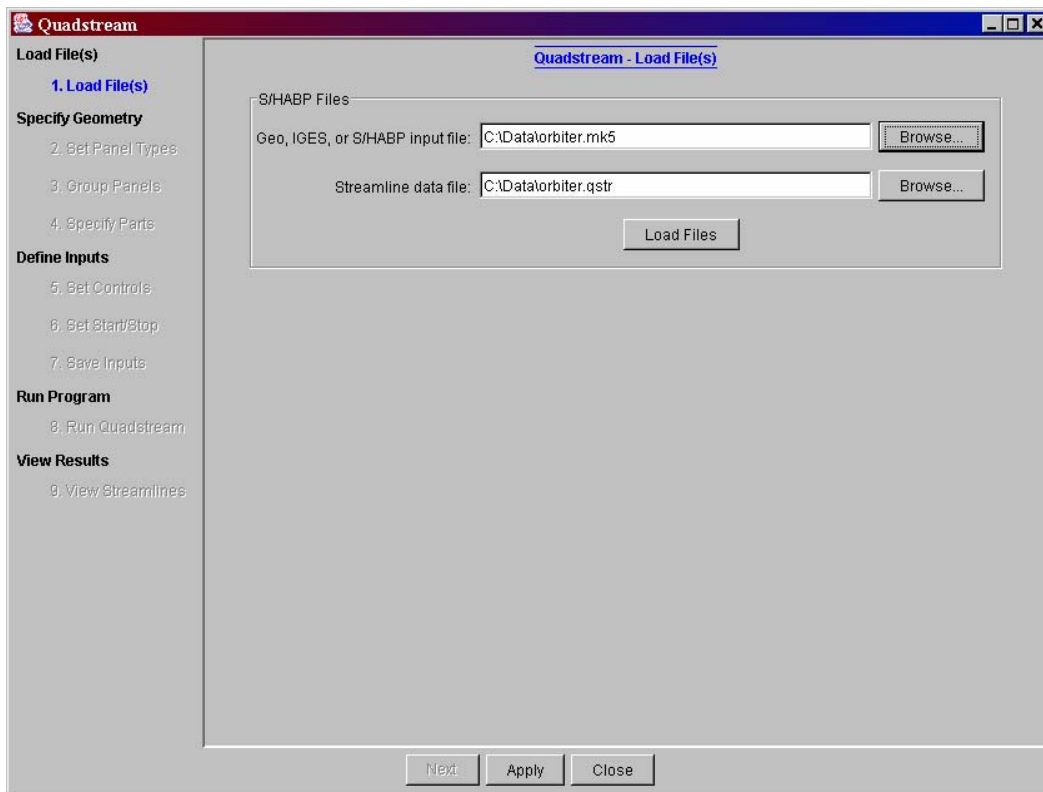 Quadstream
Load File(s)
1. Load File(s)
Specify Geometry
2. Set Panel Types
3. Group Panels
4. Specify Parts
Define Inputs
5. Set Controls
6. Set Start/Stop
7. Save Inputs
Run Program
8. Run Quadstream
View Results
9. View Streamlines
Quadstream - Load File(s)
S/HABP Files
Geo, IGES, or S/HABP input file: C:\Data\orbiter.mk5 Browse...
Streamline data file: C:\Data\orbiter.qstr Browse...
Load Files
Next Apply Close